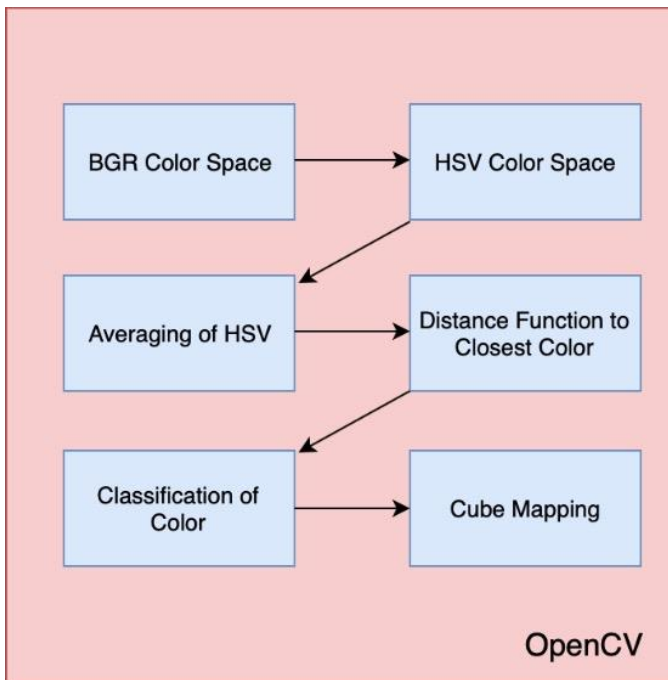 BGR Color Space
HSV Color Space
Averaging of HSV
Distance Function to
Closest Color
Classification of
Color
Cube Mapping
OpenCV